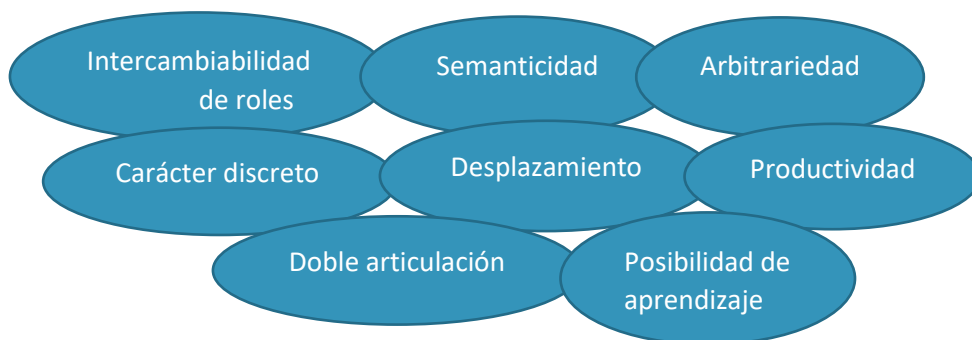 Intercambiabilidad
de roles
Semanticidad
Arbitrariedad
Carácter discreto
Desplazamiento
Productividad
Doble articulación
Posibilidad de
aprendizaje